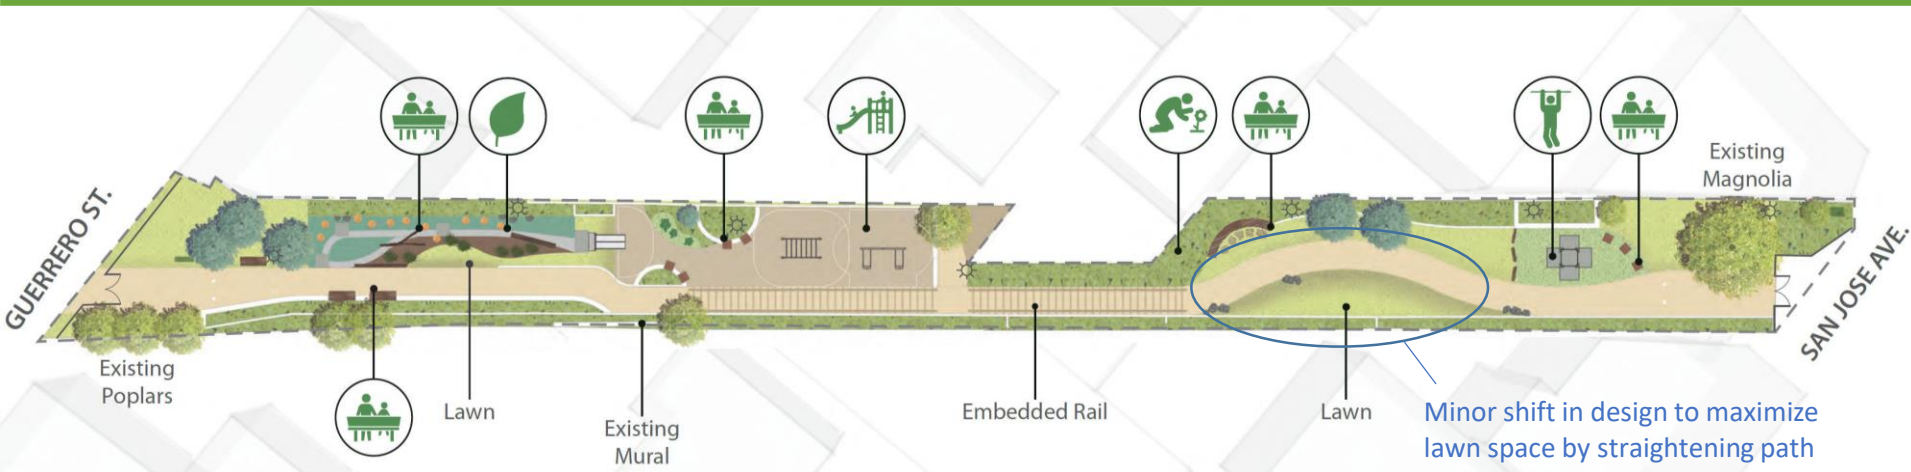 GUERRERO ST.
Existing
Poplars
Lawn
Existing
Mural
Embedded Rail
Lawn
Existing
Magnolia
SAN JOSE AVE.
Minor shift in design to maximize
lawn space by straightening path